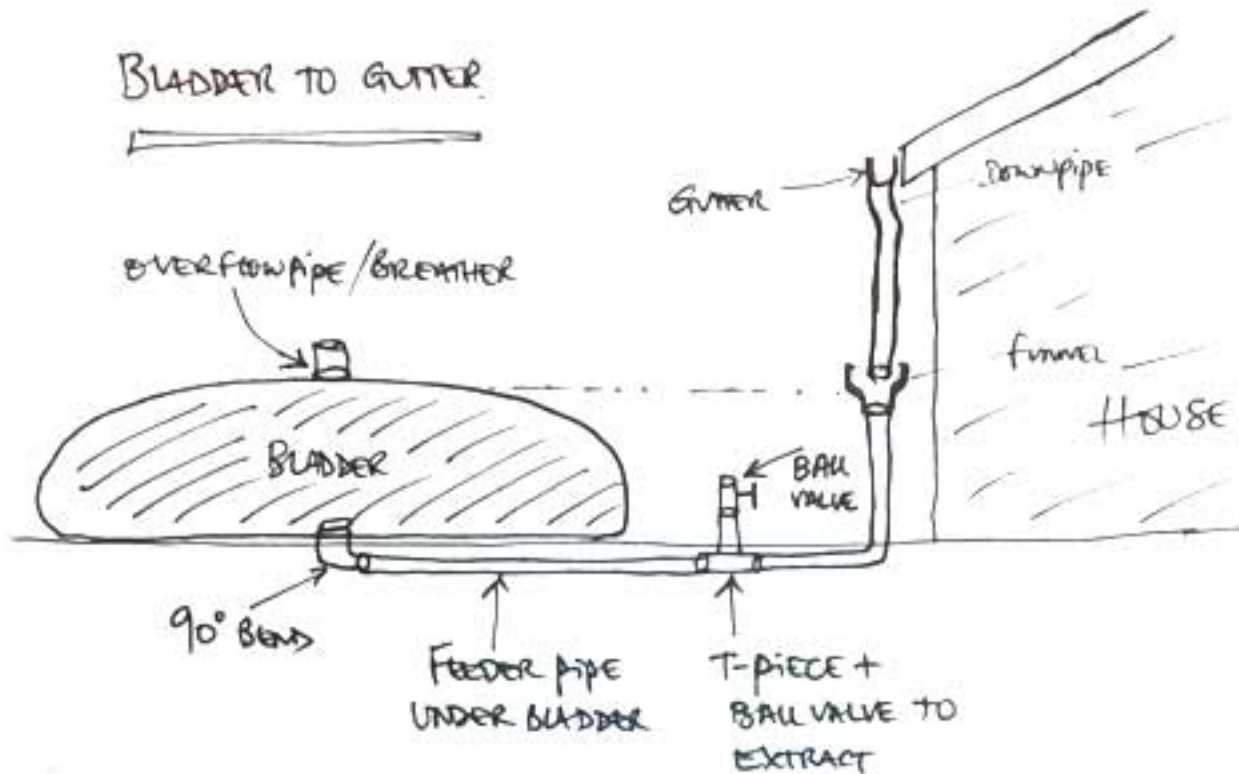 BLADDER TO GUTTER
GUTTER
DOWNPIPE
OVERFLOWPIPE/BREATHER
FUNNEL
HOUSE
BLADDER
BALL
VALVE
90° BEND
FEEDER PIPE
UNDER BLADDER
T-PIECE +
BALL VALVE TO
EXTRACT